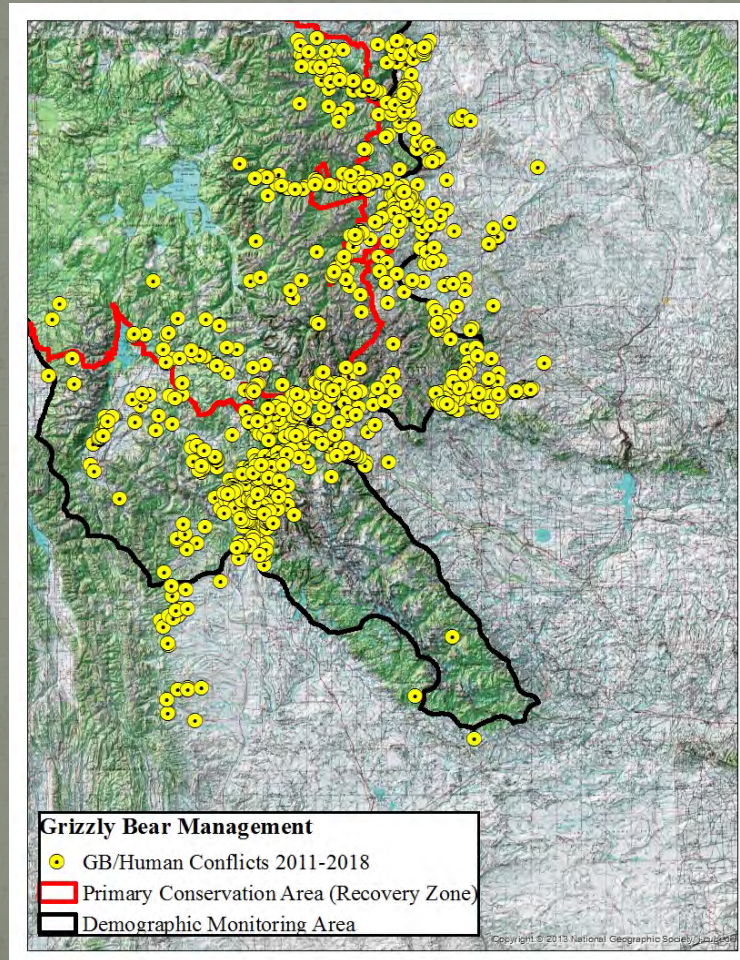 Grizzly Bear Management
GB/Human Conflicts 2011-2018
Primary Conservation Area (Recovery Zone)
Demographic Monitoring Area
Copyright © 2013 National Geographic Society, i-cubed